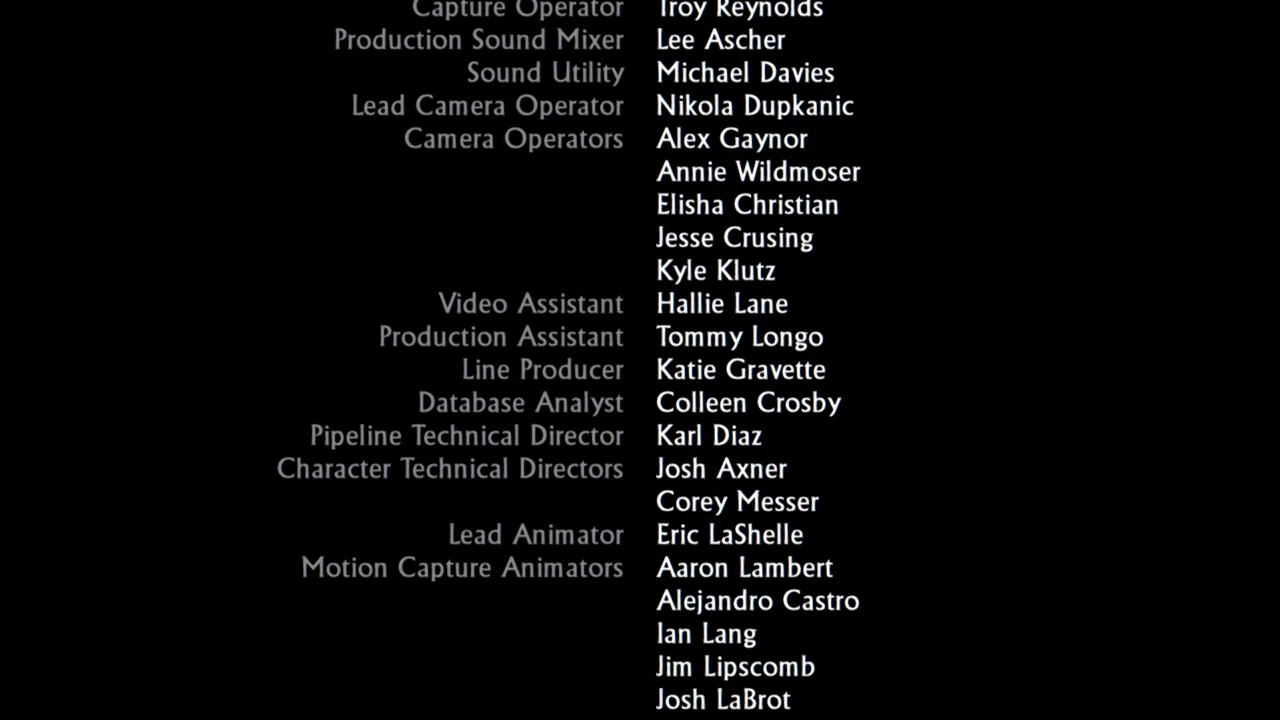 Capture Operator Troy Reynolds
Production Sound Mixer Lee Ascher
Sound Utility Michael Davies
Lead Camera Operator Nikola Dupkanic
Camera Operators Alex Gaynor
Annie Wildmoser
Elisha Christian
Jesse Crusing
Kyle Klutz
Video Assistant Hallie Lane
Production Assistant Tommy Longo
Line Producer Katie Gravette
Database Analyst Colleen Crosby
Pipeline Technical Director Karl Diaz
Character Technical Directors Josh Axner
Corey Messer
Lead Animator Eric LaShelle
Motion Capture Animators Aaron Lambert
Alejandro Castro
Ian Lang
Jim Lipscomb
Josh LaBrot